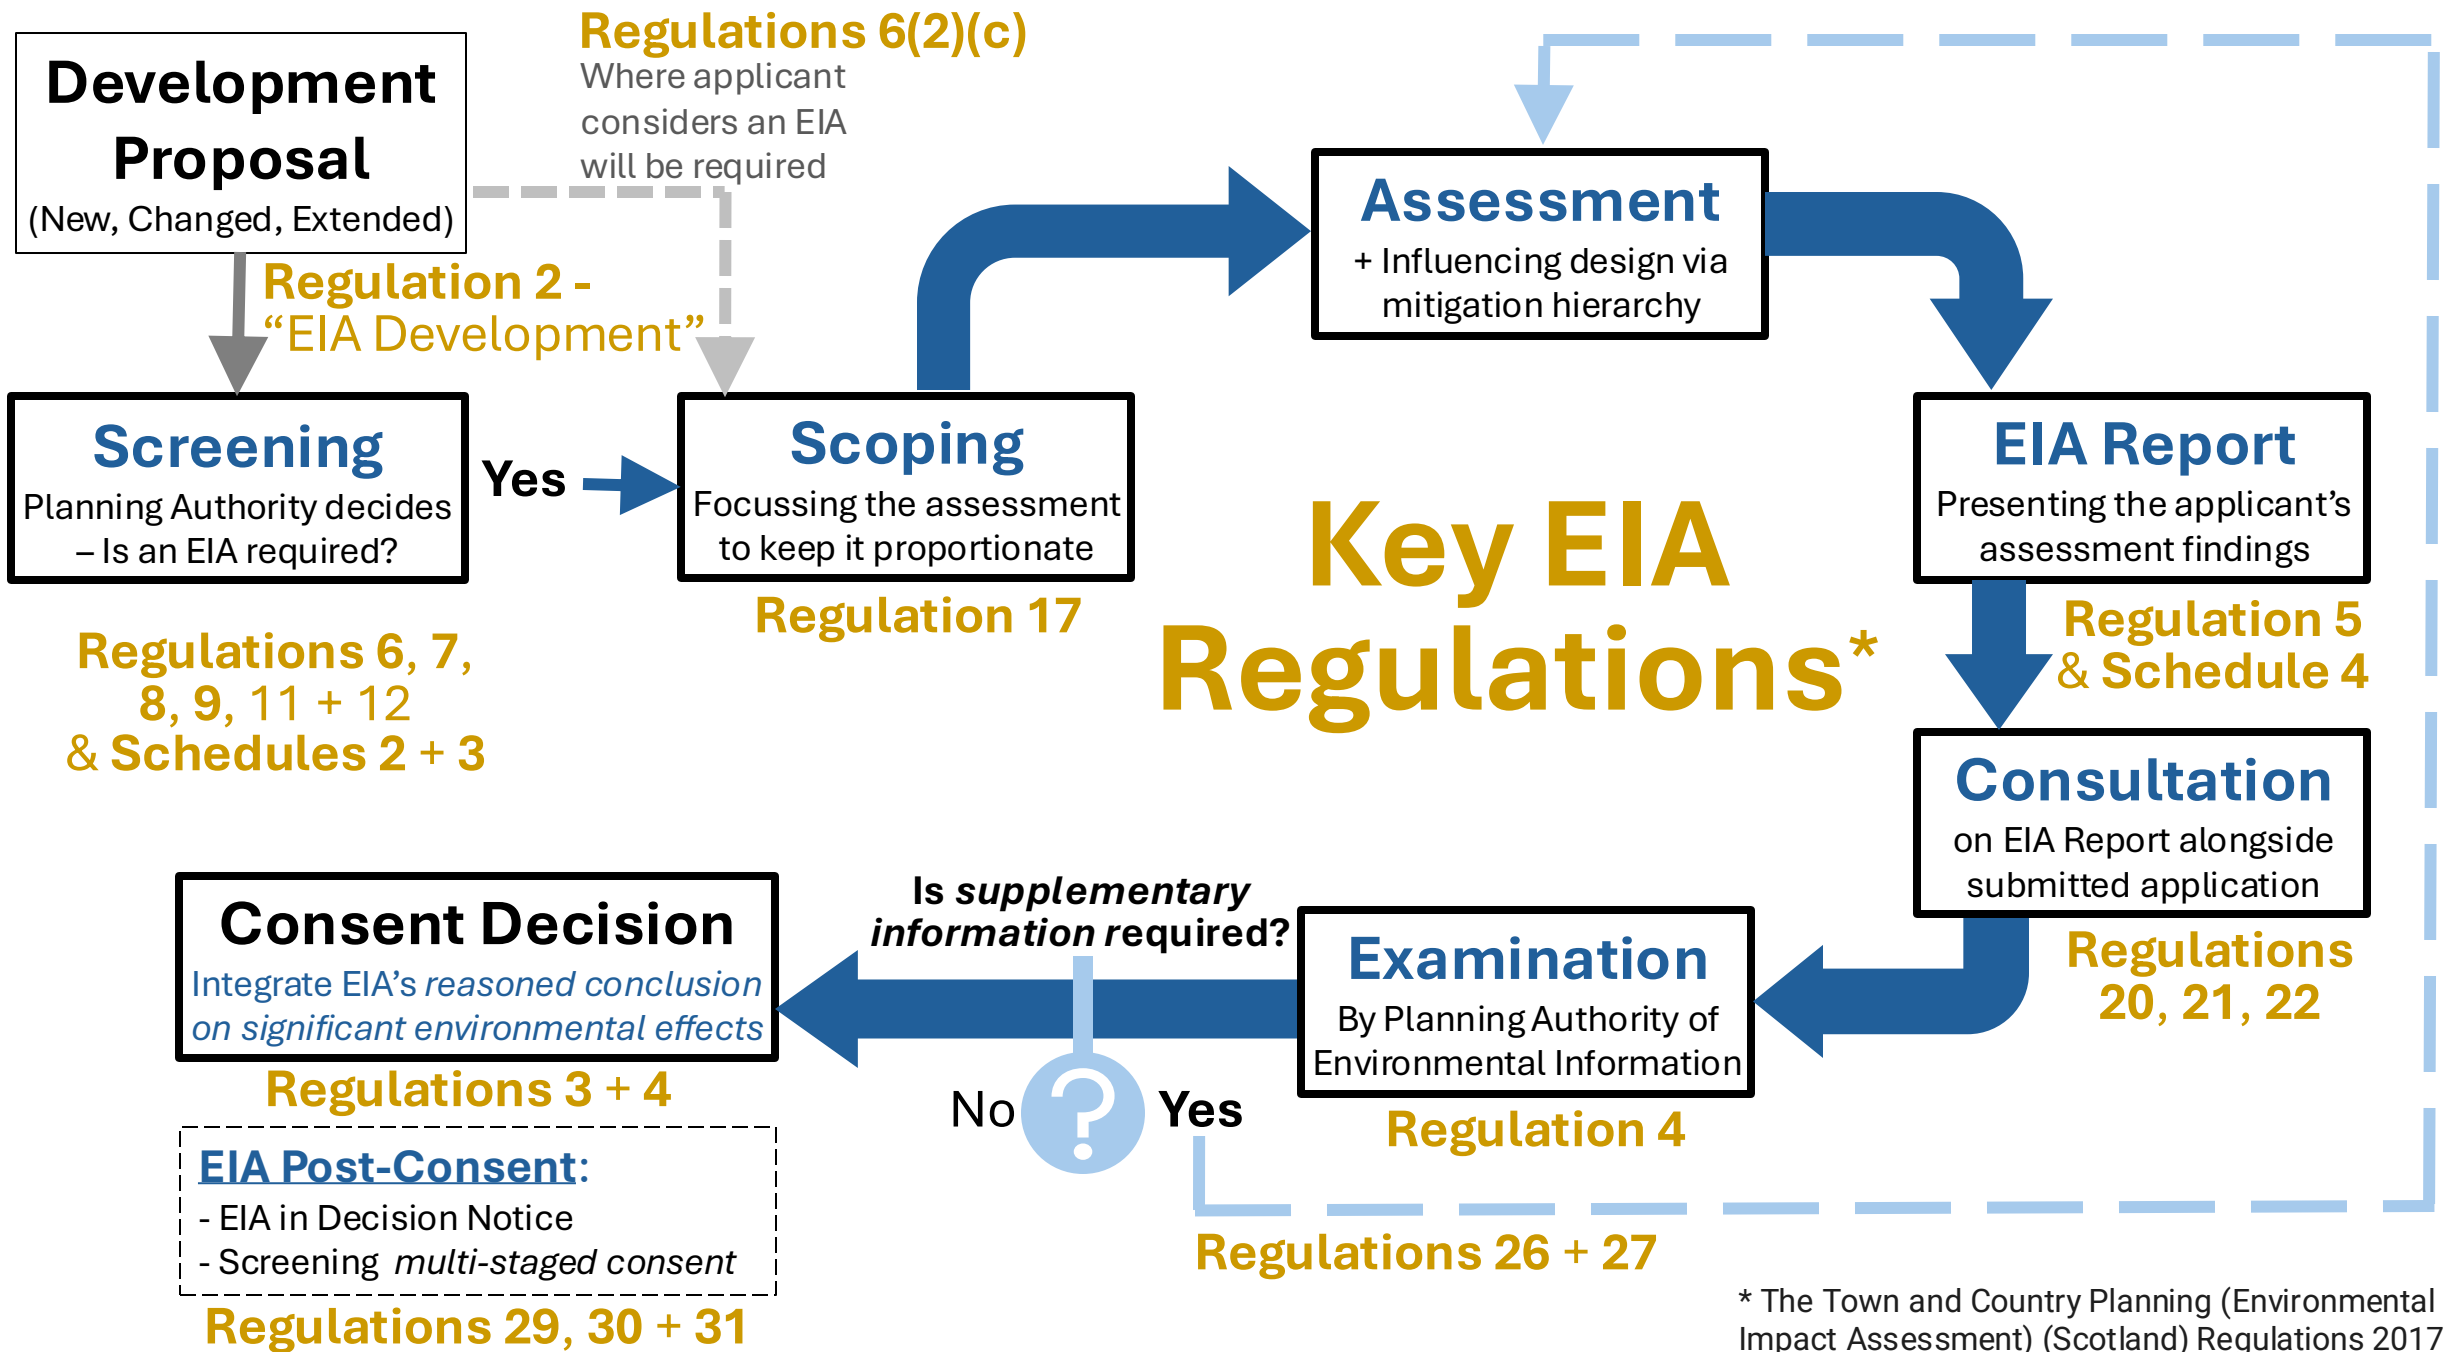 Development
Proposal
(New, Changed, Extended)
Regulations 6(2)(c)
Where applicant
considers an EIA
will be required
Regulation 2 -
“EIA Development”
Screening
Planning Authority decides
– Is an EIA required?
Regulations 6, 7,
8, 9, 11 + 12
& Schedules 2 + 3
Yes
Scoping
Focussing the assessment
to keep it proportionate
Regulation 17
Assessment
+ Influencing design via
mitigation hierarchy
Key EIA
Regulations*
EIA Report
Presenting the applicant’s
assessment findings
Regulation 5
& Schedule 4
Consultation
on EIA Report alongside
submitted application
Regulations
20, 21, 22
Examination
By Planning Authority of
Environmental Information
Regulation 4
Is supplementary
information required?
No
?
Yes
Regulations 26 + 27
Consent Decision
Integrate EIA’s reasoned conclusion
on significant environmental effects
Regulations 3 + 4
EIA Post-Consent:
- EIA in Decision Notice
- Screening multi-staged consent
Regulations 29, 30 + 31
* The Town and Country Planning (Environmental
Impact Assessment) (Scotland) Regulations 2017